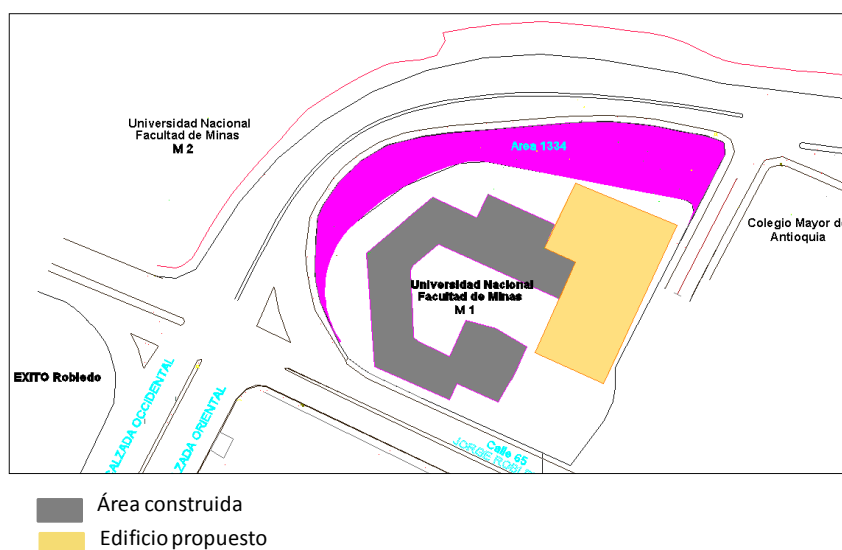 Universidad Nacional
Facultad de Minas
M 2
Area 1334
Colegio Mayor de
Antioquia
Universidad Nacional
Facultad de Minas
M 1
EXITO Robledo
CALZADA OCCIDENTAL
ZADA ORIENTAL
Calle 65
JORGE ROBLE
Área construida
Edificio propuesto